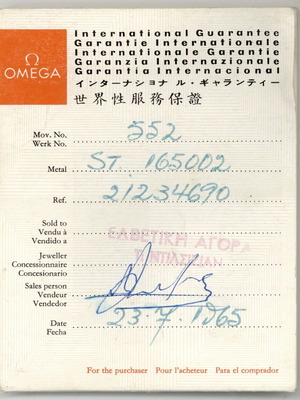 Ω
OMEGA
International Guarantee
Garantie Internationale
Internationale Garantie
Garanzia Internazionale
Garantia Internacional
インターナショナル・ギャランティー
世界性服務保證
Mov. No. 552
Werk No.
Metal ST 165002
Ref. 21234690
Sold to
Vendu à
Vendido a
ΕΛΒΕΤΙΚΗ ΑΓΟΡΑ
Jeweller
Concessionnaire
Concesionario
Sales person
Vendeur
Vendedor
Date 23-7 1965
Fecha
For the purchaser Pour l'acheteur Para el comprador